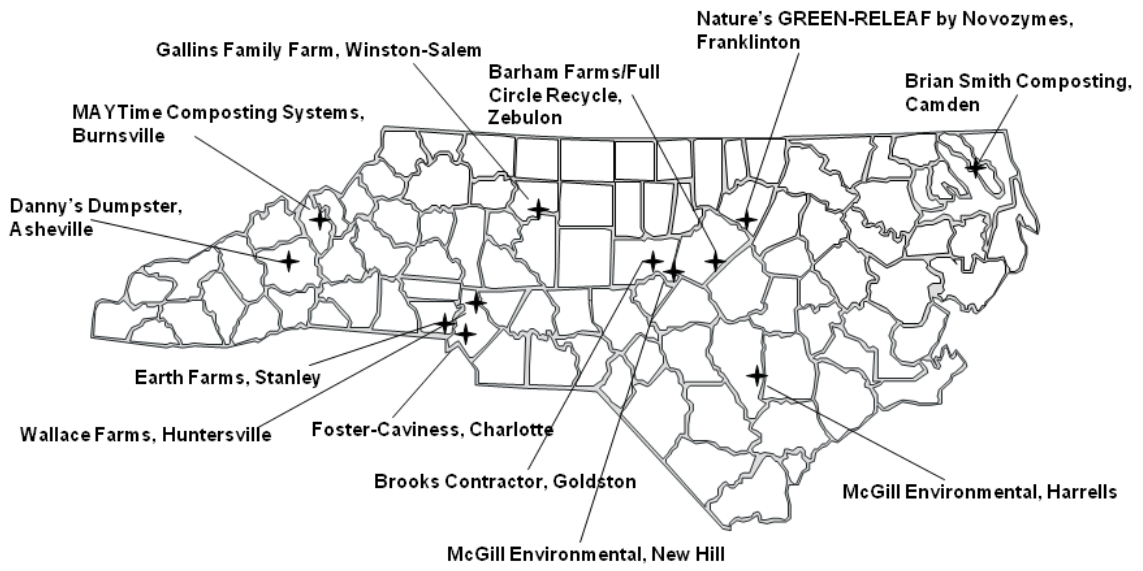 Nature's GREEN-RELEAF by Novozymes,
Franklinton
Gallins Family Farm, Winston-Salem
Barham Farms/Full
Circle Recycle,
Zebulon
Brian Smith Composting,
Camden
MAYTime Composting Systems,
Burnsville
Danny's Dumpster,
Asheville
Earth Farms, Stanley
Wallace Farms, Huntersville
Foster-Caviness, Charlotte
Brooks Contractor, Goldston
McGill Environmental, Harrells
McGill Environmental, New Hill